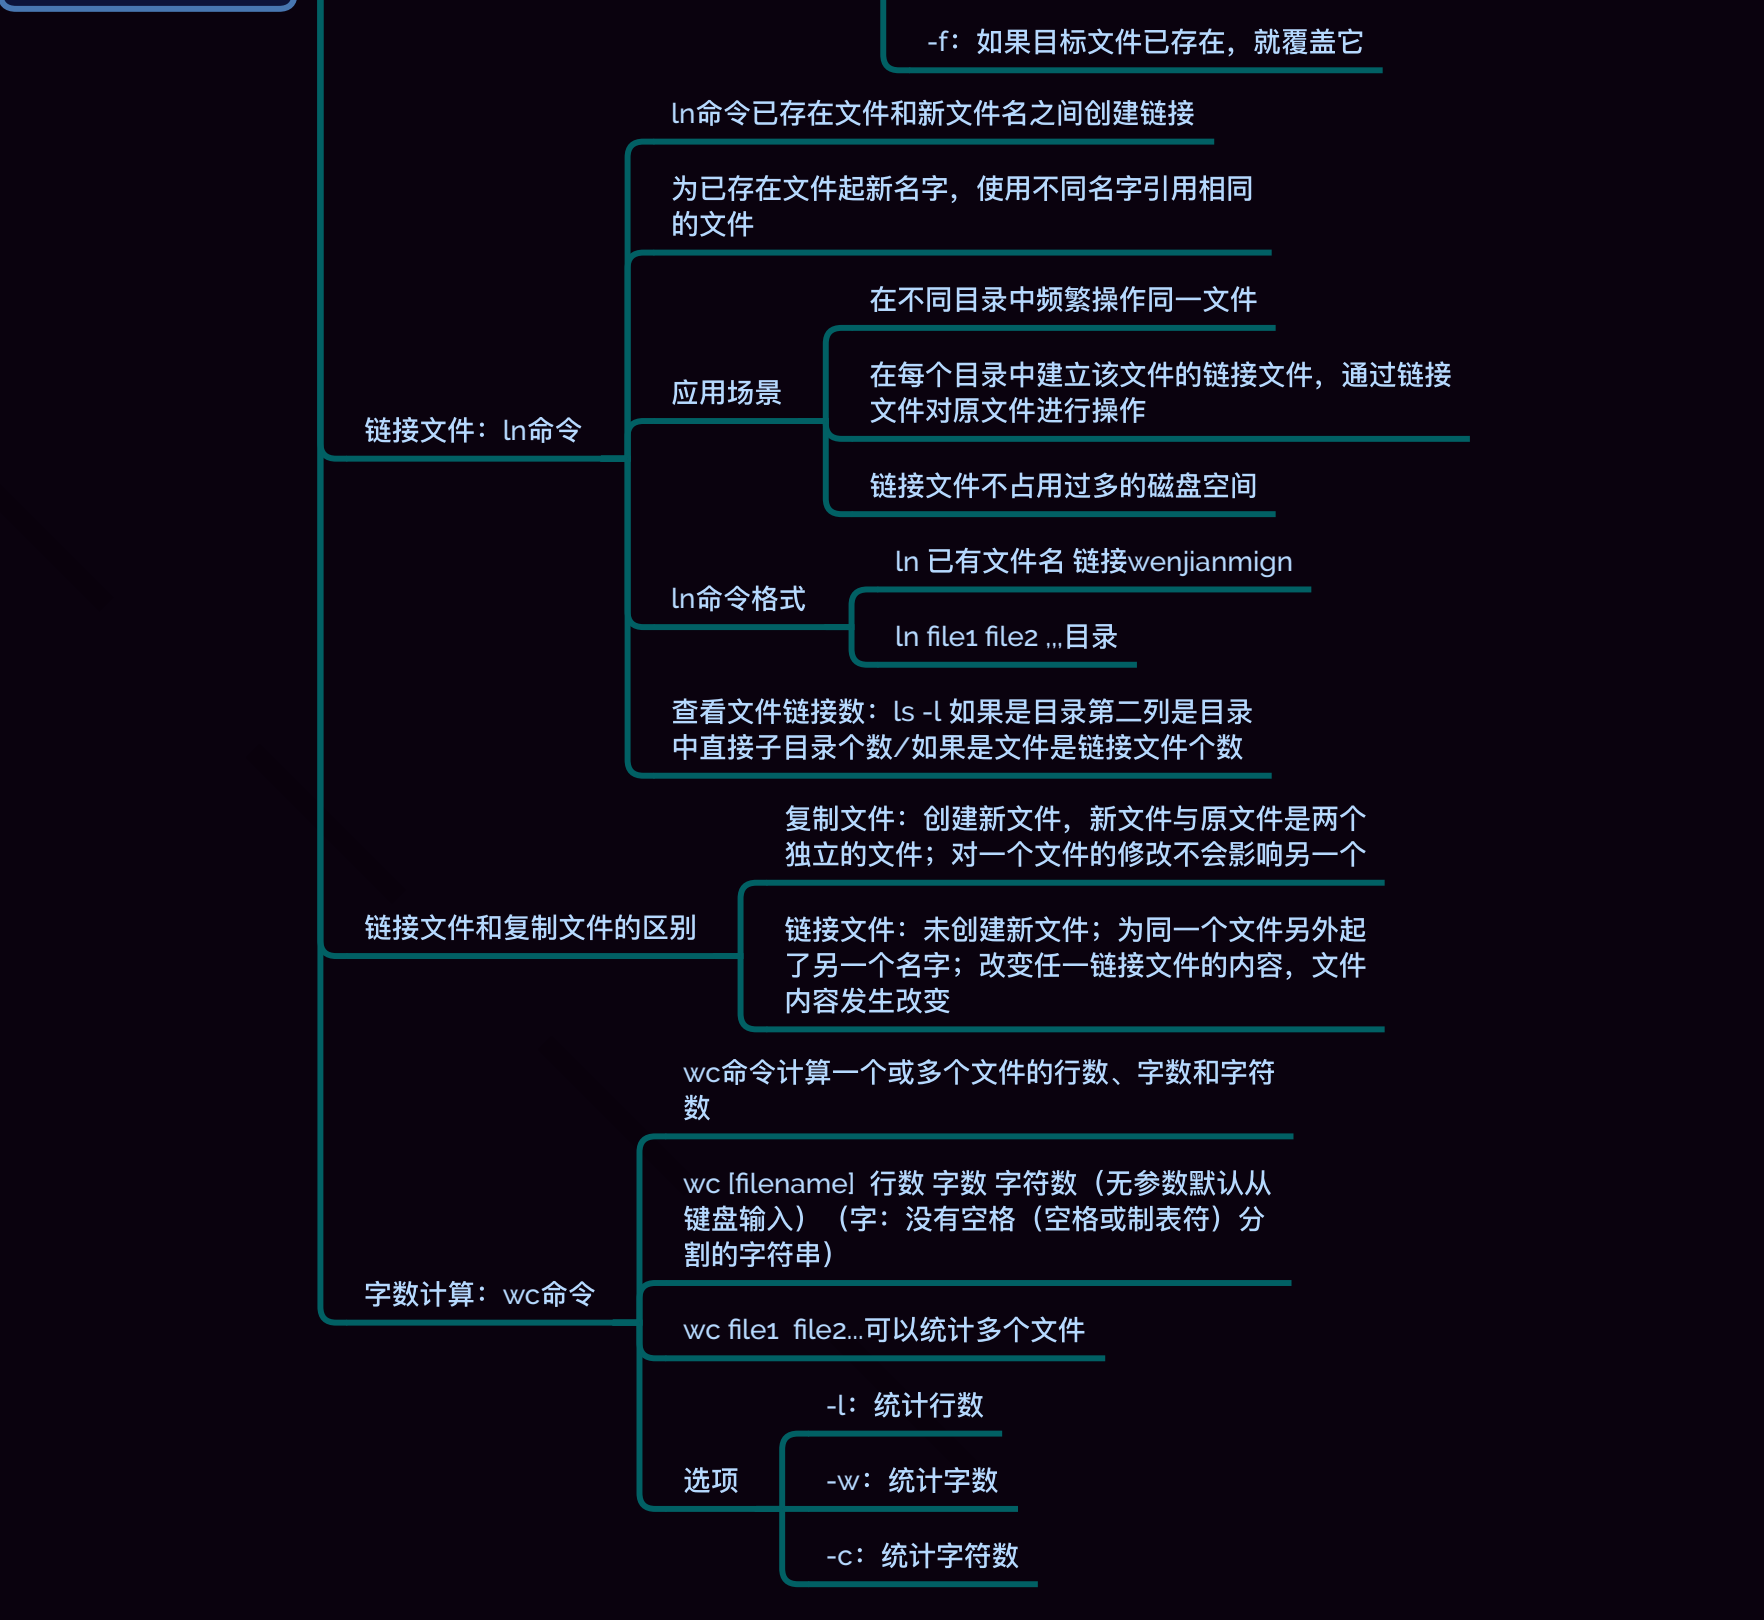 -f：如果目标文件已存在，就覆盖它
ln命令已存在文件和新文件名之间创建链接
为已存在文件起新名字，使用不同名字引用相同
的文件
在不同目录中频繁操作同一文件
应用场景
在每个目录中建立该文件的链接文件，通过链接
文件对原文件进行操作
链接文件：ln命令
链接文件不占用过多的磁盘空间
ln 已有文件名 链接wenjianmign
ln命令格式
ln file1 file2 ,,,目录
查看文件链接数：ls -l 如果是目录第二列是目录
中直接子目录个数/如果是文件是链接文件个数
复制文件：创建新文件，新文件与原文件是两个
独立的文件；对一个文件的修改不会影响另一个
链接文件和复制文件的区别
链接文件：未创建新文件；为同一个文件另外起
了另一个名字；改变任一链接文件的内容，文件
内容发生改变
wc命令计算一个或多个文件的行数、字数和字符
数
wc [filename]  行数 字数 字符数（无参数默认从
键盘输入）（字：没有空格（空格或制表符）分
割的字符串）
字数计算：wc命令
wc file1  file2...可以统计多个文件
-l：统计行数
选项
-w：统计字数
-c：统计字符数